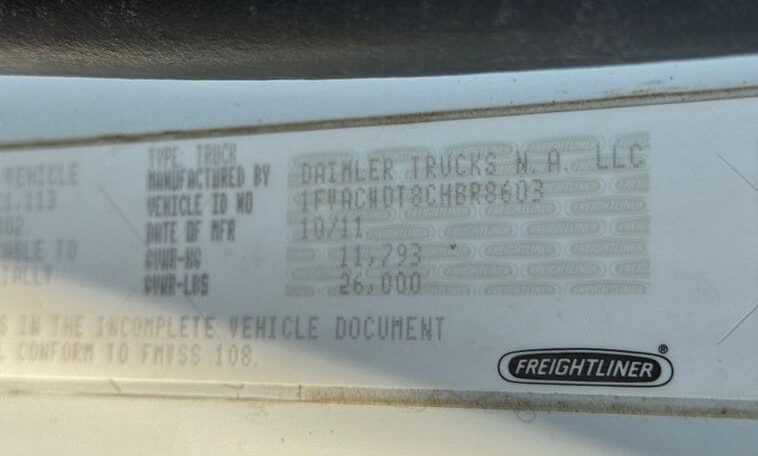 TYPE: TRUCK
VEHICLE MANUFACTURED BY DAIMLER TRUCKS N.A. LLC
VEHICLE ID NO 1FVACWDT8CHBR8603
DATE OF MFR 10/11
GVWR-KG 11,793
GVWR-LBS 26,000
IN THE INCOMPLETE VEHICLE DOCUMENT
CONFORM TO FMVSS 108.
FREIGHTLINER®